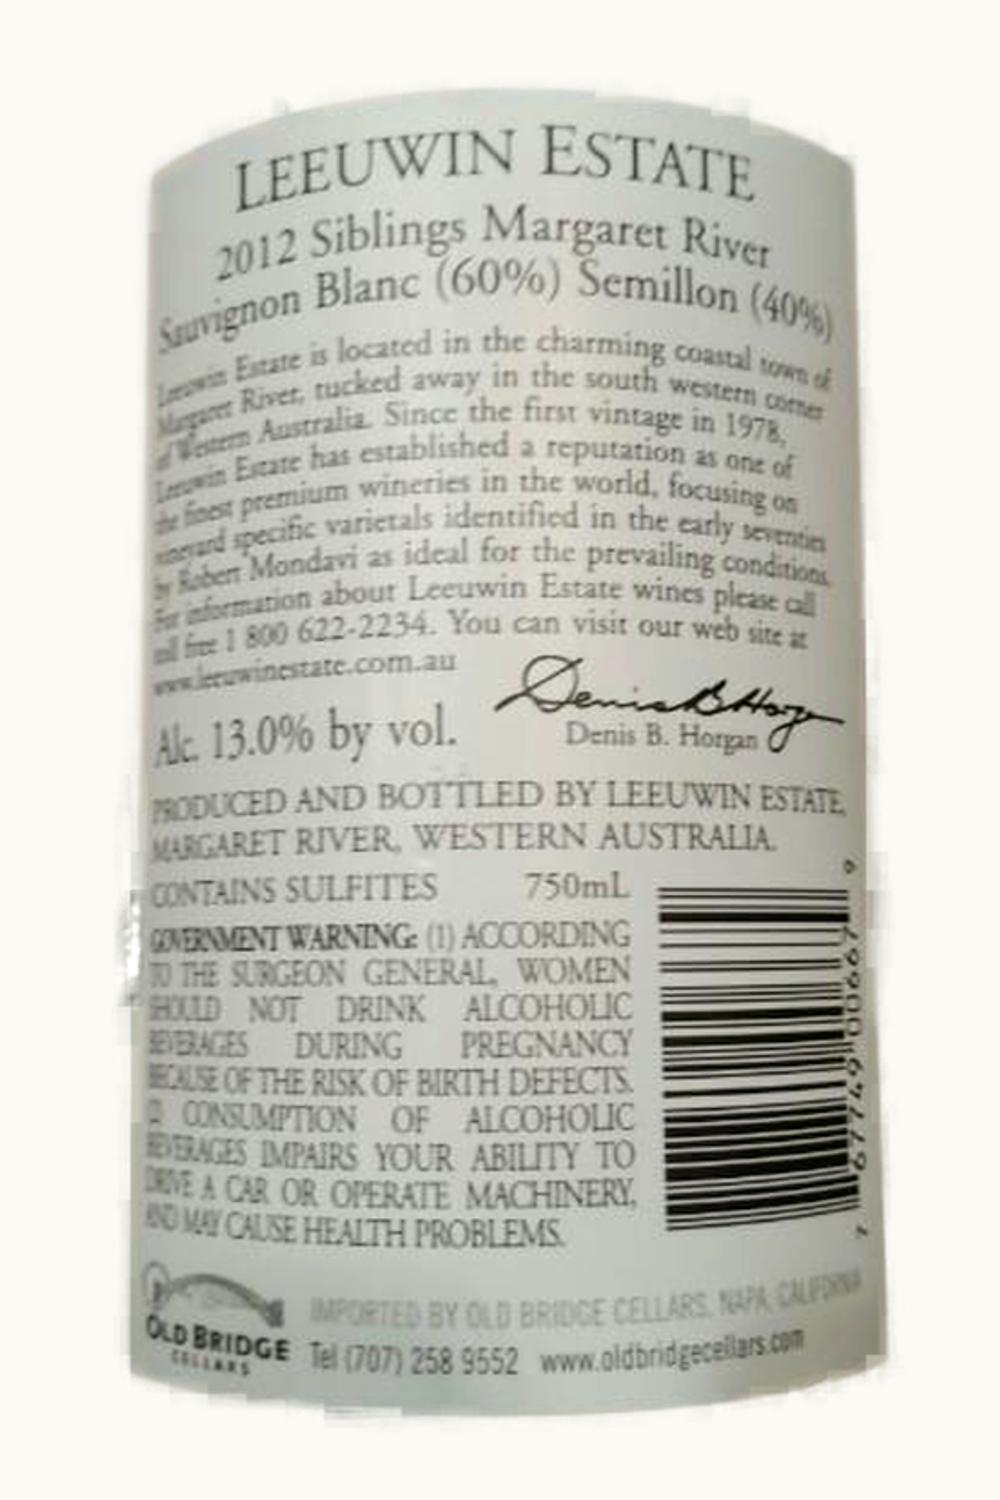 LEEUWIN ESTATE
2012 Siblings Margaret River
Sauvignon Blanc (60%) Semillon (40%)
Leeuwin Estate is located in the charming coastal town of
Margaret River, tucked away in the south western corner
of Western Australia. Since the first vintage in 1978,
Leeuwin Estate has established a reputation as one of
the finest premium wineries in the world, focusing on
vineyard specific varietals identified in the early seventies
by Robert Mondavi as ideal for the prevailing conditions.
For information about Leeuwin Estate wines please call
toll free 1 800 622-2234. You can visit our web site at
www.leeuwinestate.com.au
Denis B Horgan
Denis B. Horgan
Alc. 13.0% by vol.
PRODUCED AND BOTTLED BY LEEUWIN ESTATE,
MARGARET RIVER, WESTERN AUSTRALIA.
CONTAINS SULFITES 750mL
GOVERNMENT WARNING: (1) ACCORDING
TO THE SURGEON GENERAL, WOMEN
SHOULD NOT DRINK ALCOHOLIC
BEVERAGES DURING PREGNANCY
BECAUSE OF THE RISK OF BIRTH DEFECTS.
(2) CONSUMPTION OF ALCOHOLIC
BEVERAGES IMPAIRS YOUR ABILITY TO
DRIVE A CAR OR OPERATE MACHINERY,
AND MAY CAUSE HEALTH PROBLEMS.
7 67749 00667 9
OLD BRIDGE
CELLARS
IMPORTED BY OLD BRIDGE CELLARS, NAPA, CALIFORNIA
Tel (707) 258 9552 www.oldbridgecellars.com